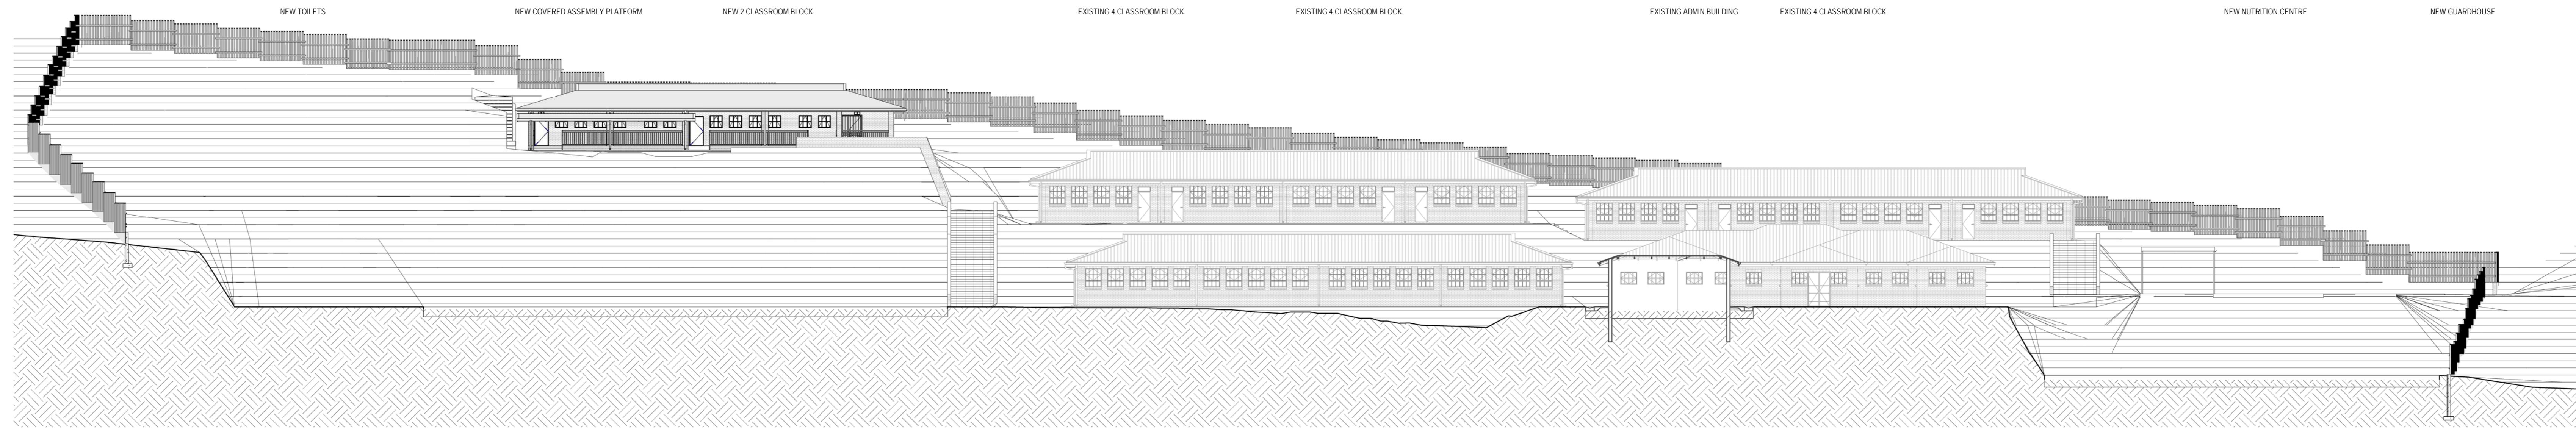 NEW TOILETS
NEW COVERED ASSEMBLY PLATFORM
NEW 2 CLASSROOM BLOCK
EXISTING 4 CLASSROOM BLOCK
EXISTING 4 CLASSROOM BLOCK
EXISTING ADMIN BUILDING
EXISTING 4 CLASSROOM BLOCK
NEW NUTRITION CENTRE
NEW GUARDHOUSE